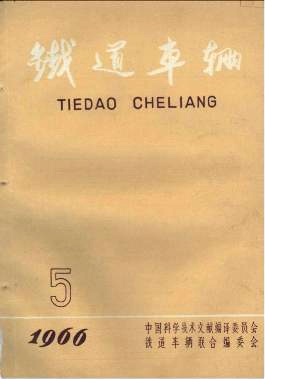 鐵道車輛
TIEDAO CHELIANG
5
1966
中国科学技术文献编译委员会
铁道车辆联合编委会